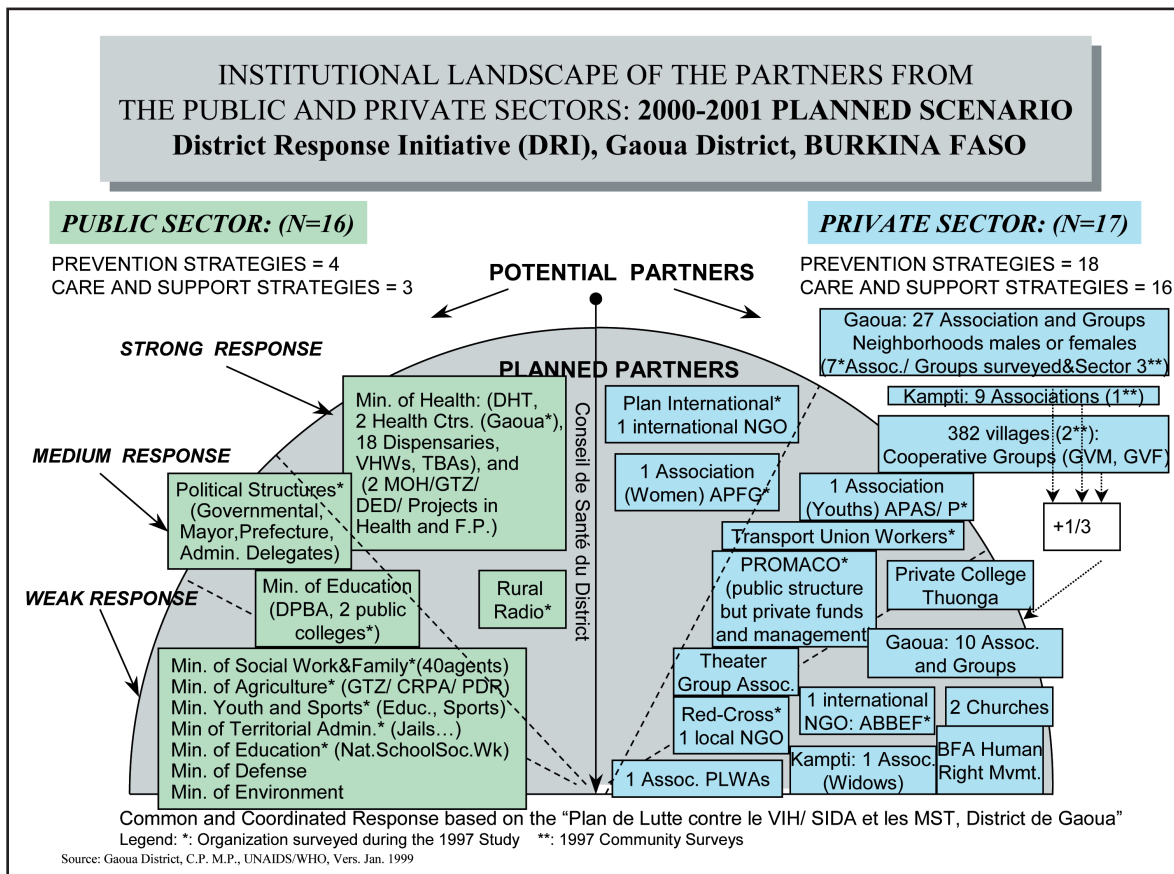 INSTITUTIONAL LANDSCAPE OF THE PARTNERS FROM
THE PUBLIC AND PRIVATE SECTORS: 2000-2001 PLANNED SCENARIO
District Response Initiative (DRI), Gaoua District, BURKINA FASO
PUBLIC SECTOR: (N=16)
PREVENTION STRATEGIES = 4
CARE AND SUPPORT STRATEGIES = 3
PRIVATE SECTOR: (N=17)
PREVENTION STRATEGIES = 18
CARE AND SUPPORT STRATEGIES = 16
POTENTIAL PARTNERS
PLANNED PARTNERS
STRONG RESPONSE
MEDIUM RESPONSE
WEAK RESPONSE
Min. of Health: (DHT,
2 Health Ctrs. (Gaoua*),
18 Dispensaries,
VHWs, TBAs), and
(2 MOH/GTZ/
DED/ Projects in
Health and F.P.)
Political Structures*
(Governmental,
Mayor,Prefecture,
Admin. Delegates)
Min. of Education
(DPBA, 2 public
colleges*)
Rural
Radio*
Min. of Social Work&Family*(40agents)
Min. of Agriculture* (GTZ/ CRPA/ PDR)
Min. Youth and Sports* (Educ., Sports)
Min of Territorial Admin.* (Jails…)
Min. of Education* (Nat.SchoolSoc.Wk)
Min. of Defense
Min. of Environment
Conseil de Santé du District
Gaoua: 27 Association and Groups
Neighborhoods males or females
(7*Assoc./ Groups surveyed&Sector 3**)
Kampti: 9 Associations (1**)
382 villages (2**):
Cooperative Groups (GVM, GVF)
+1/3
Plan International*
1 international NGO
1 Association
(Women) APFG*
1 Association
(Youths) APAS/ P*
Transport Union Workers*
PROMACO*
(public structure
but private funds
and management)
Private College
Thuonga
Gaoua: 10 Assoc.
and Groups
Theater
Group Assoc.
Red-Cross*
1 local NGO
1 international
NGO: ABBEF*
2 Churches
1 Assoc. PLWAs
Kampti: 1 Assoc.
(Widows)
BFA Human
Right Mvmt.
Common and Coordinated Response based on the “Plan de Lutte contre le VIH/ SIDA et les MST, District de Gaoua”
Legend: *: Organization surveyed during the 1997 Study **: 1997 Community Surveys
Source: Gaoua District, C.P. M.P., UNAIDS/WHO, Vers. Jan. 1999